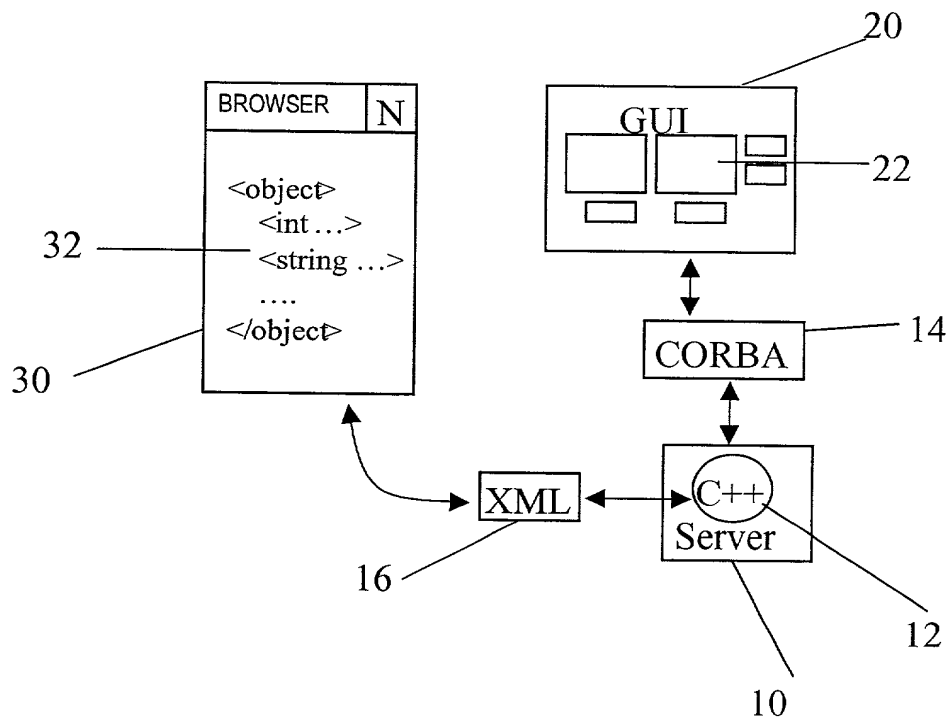 20
BROWSER N
GUI
22
<object>
<int ...>
32
<string ...>
....
</object>
30
14
CORBA
C++
XML
Server
16
12
10